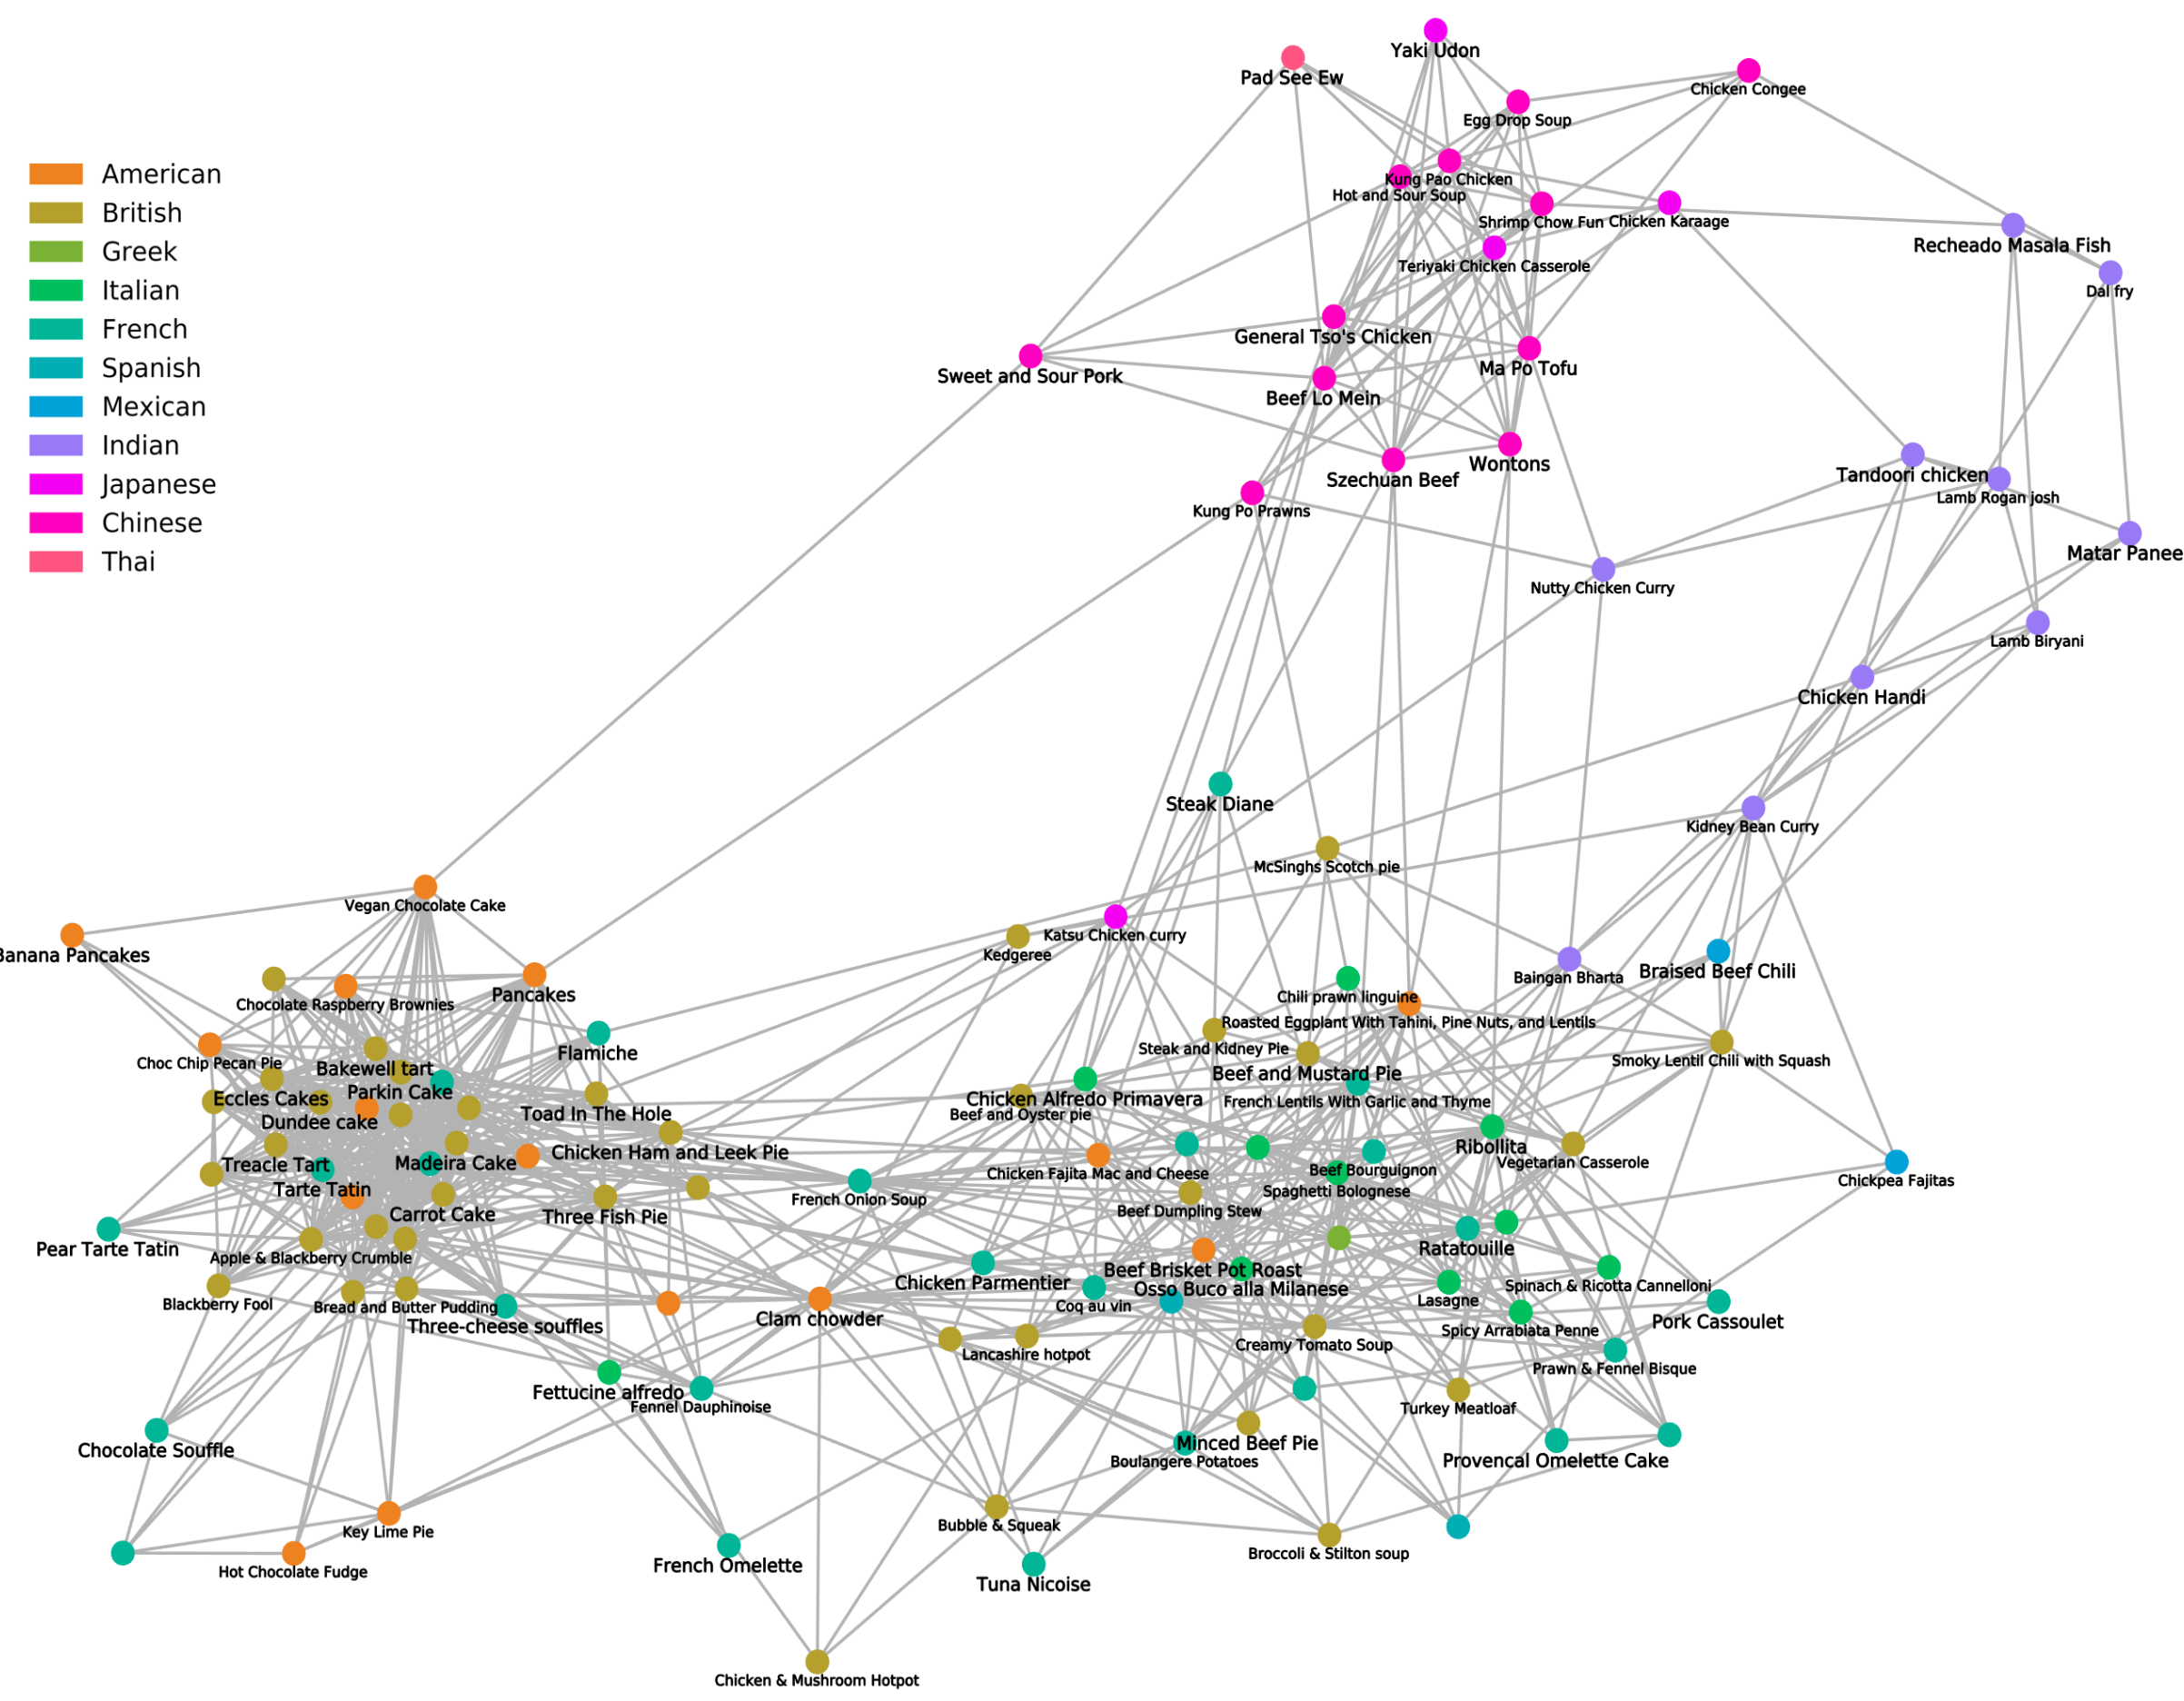 Yaki Udon
Pad See Ew
Chicken Congee
Egg Drop Soup
American
Kung Pao Chicken
Hot and Sour Soup
British
Shrimp Chow Fun
Chicken Karaage
Recheado Masala Fish
Greek
Teriyaki Chicken Casserole
Italian
Dal fry
French
General Tso's Chicken
Spanish
Ma Po Tofu
Sweet and Sour Pork
Beef Lo Mein
Mexican
Indian
Wontons
Tandoori chicken
Szechuan Beef
Japanese
Lamb Rogan josh
Kung Po Prawns
Chinese
Matar Panee
Thai
Nutty Chicken Curry
Lamb Biryani
Chicken Handi
Steak Diane
Kidney Bean Curry
McSinghs Scotch pie
Vegan Chocolate Cake
Katsu Chicken curry
Banana Pancakes
Kedgeree
Braised Beef Chili
Baingan Bharta
Pancakes
Chocolate Raspberry Brownies
Chili prawn linguine
Roasted Eggplant With Tahini, Pine Nuts, and Lentils
Flamiche
Steak and Kidney Pie
Smoky Lentil Chili with Squash
Choc Chip Pecan Pie
Bakewell tart
Beef and Mustard Pie
Parkin Cake
Eccles Cakes
Chicken Alfredo Primavera
French Lentils With Garlic and Thyme
Toad In The Hole
Beef and Oyster pie
Dundee cake
Ribollita
Chicken Ham and Leek Pie
Treacle Tart
Madeira Cake
Vegetarian Casserole
Beef Bourguignon
Chicken Fajita Mac and Cheese
Chickpea Fajitas
Tarte Tatin
Spaghetti Bolognese
French Onion Soup
Beef Dumpling Stew
Carrot Cake
Three Fish Pie
Pear Tarte Tatin
Ratatouille
Apple & Blackberry Crumble
Beef Brisket Pot Roast
Chicken Parmentier
Spinach & Ricotta Cannelloni
Osso Buco alla Milanese
Lasagne
Blackberry Fool
Bread and Butter Pudding
Coq au vin
Clam chowder
Pork Cassoulet
Three-cheese souffles
Spicy Arrabiata Penne
Creamy Tomato Soup
Lancashire hotpot
Prawn & Fennel Bisque
Fettucine alfredo
Fennel Dauphinoise
Turkey Meatloaf
Minced Beef Pie
Chocolate Souffle
Provencal Omelette Cake
Boulangere Potatoes
Bubble & Squeak
Key Lime Pie
Broccoli & Stilton soup
French Omelette
Hot Chocolate Fudge
Tuna Nicoise
Chicken & Mushroom Hotpot